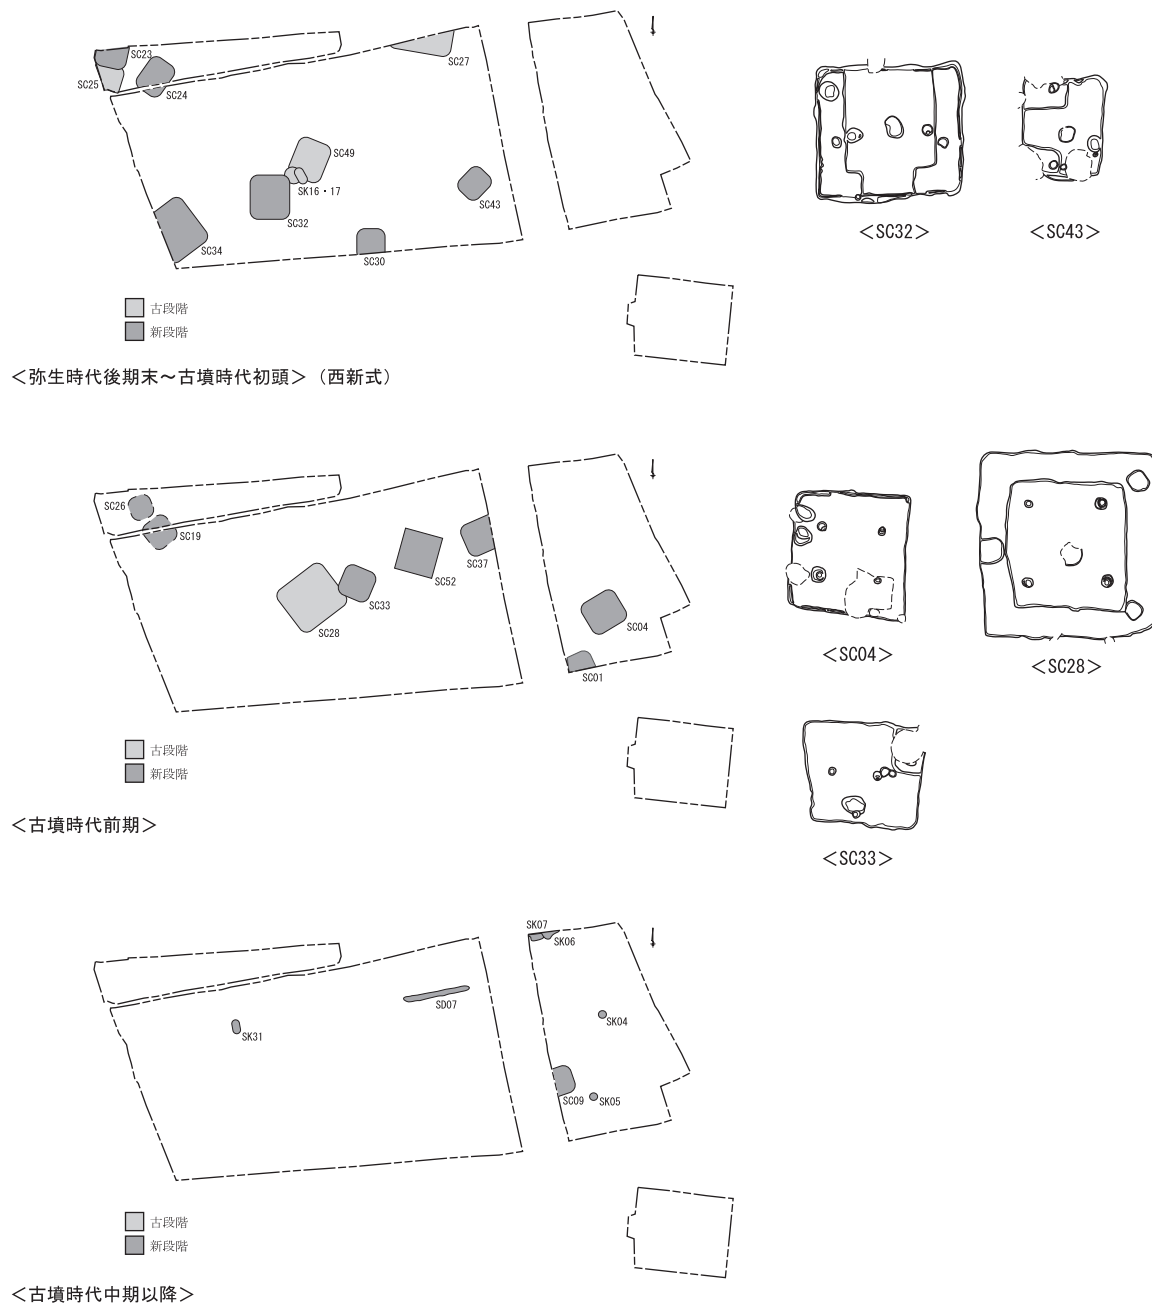 SC23
SC25
SC24
SC27
SC49
SK16・17
SC32
SC43
SC34
SC30
<SC32>
<SC43>
古段階
新段階
<弥生時代後期末～古墳時代初頭>（西新式）
SC26
SC19
SC37
SC52
SC33
SC28
SC04
SC01
<SC04>
<SC28>
古段階
新段階
<古墳時代前期>
<SC33>
SK07
SK06
SD07
SK04
SK31
SC09
SK05
古段階
新段階
<古墳時代中期以降>